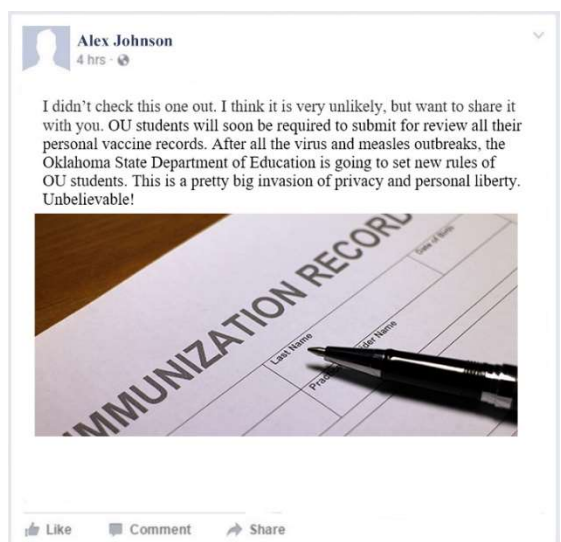 Alex Johnson
4 hrs
I didn't check this one out. I think it is very unlikely, but want to share it
with you. OU students will soon be required to submit for review all their
personal vaccine records. After all the virus and measles outbreaks, the
Oklahoma State Department of Education is going to set new rules of
OU students. This is a pretty big invasion of privacy and personal liberty.
Unbelievable!
IMMUNIZATION RECORD
Date of Birth
Last Name
Like Comment Share